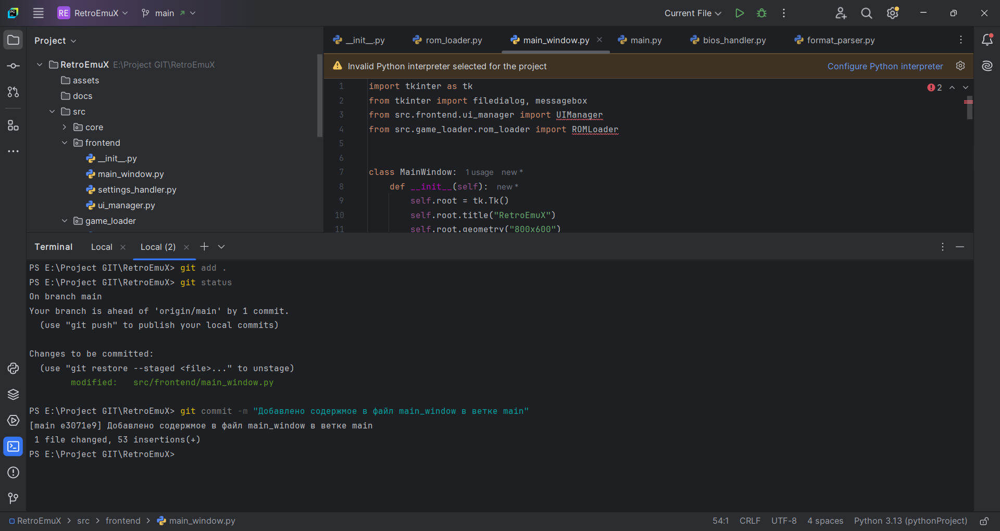 RE RetroEmuX main Current File
Project
RetroEmuX E:\Project GIT\RetroEmuX
assets
docs
src
core
frontend
__init__.py
main_window.py
settings_handler.py
ui_manager.py
game_loader
__init__.py rom_loader.py main_window.py main.py bios_handler.py format_parser.py
Invalid Python interpreter selected for the project Configure Python interpreter
2
1 import tkinter as tk
2 from tkinter import filedialog, messagebox
3 from src.frontend.ui_manager import UIManager
4 from src.game_loader.rom_loader import ROMLoader
5
6
7 class MainWindow: 1 usage new *
8 def __init__(self): new *
9 self.root = tk.Tk()
10 self.root.title("RetroEmuX")
11 self.root.geometry("800x600")
Terminal Local Local (2)
PS E:\Project GIT\RetroEmuX> git add .
PS E:\Project GIT\RetroEmuX> git status
On branch main
Your branch is ahead of 'origin/main' by 1 commit.
(use "git push" to publish your local commits)
Changes to be committed:
(use "git restore --staged <file>..." to unstage)
modified: src/frontend/main_window.py
PS E:\Project GIT\RetroEmuX> git commit -m "Добавлено содержмое в файл main_window в ветке main"
[main e3071e9] Добавлено содержмое в файл main_window в ветке main
1 file changed, 53 insertions(+)
PS E:\Project GIT\RetroEmuX>
RetroEmuX > src > frontend > main_window.py 54:1 CRLF UTF-8 4 spaces Python 3.13 (pythonProject)